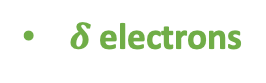 • δ electrons